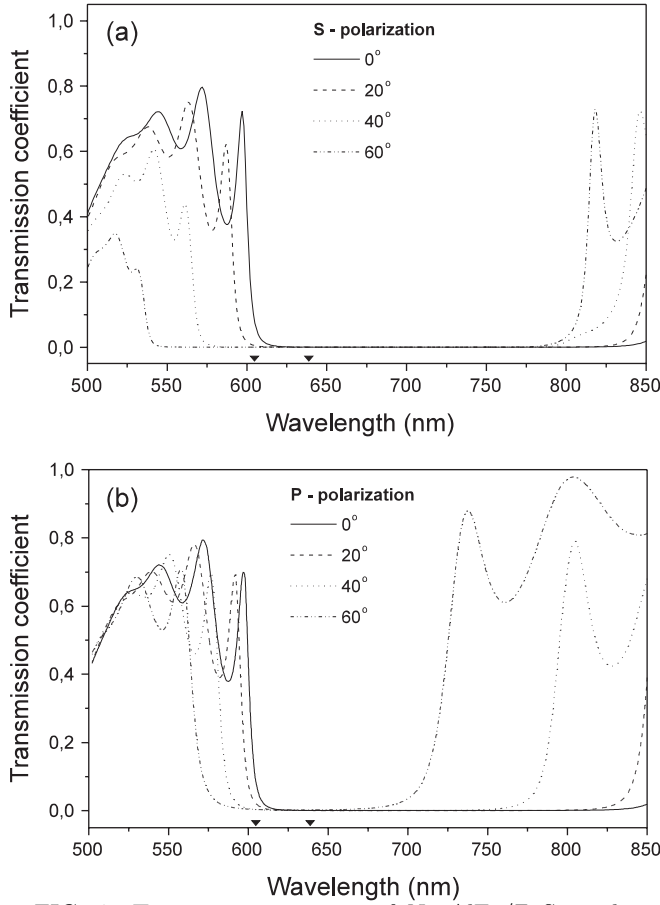 (a)
S - polarization
0°
20°
40°
60°
Transmission coefficient
1,0
0,8
0,6
0,4
0,2
0,0
500 550 600 650 700 750 800 850
Wavelength (nm)
(b)
P - polarization
0°
20°
40°
60°
Transmission coefficient
1,0
0,8
0,6
0,4
0,2
0,0
500 550 600 650 700 750 800 850
Wavelength (nm)